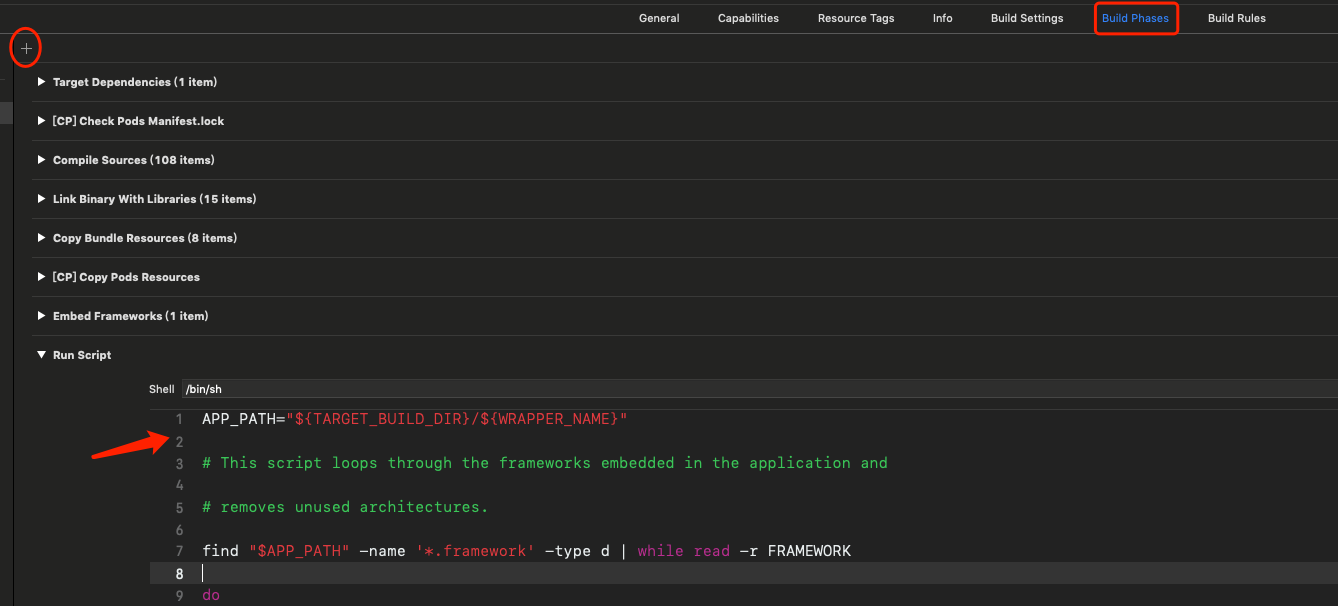 General Capabilities Resource Tags Info Build Settings Build Phases Build Rules
+
Target Dependencies (1 item)
[CP] Check Pods Manifest.lock
Compile Sources (108 items)
Link Binary With Libraries (15 items)
Copy Bundle Resources (8 items)
[CP] Copy Pods Resources
Embed Frameworks (1 item)
Run Script
Shell /bin/sh
1 APP_PATH="${TARGET_BUILD_DIR}/${WRAPPER_NAME}"
2
3 # This script loops through the frameworks embedded in the application and
4
5 # removes unused architectures.
6
7 find "$APP_PATH" -name '*.framework' -type d | while read -r FRAMEWORK
8
9 do